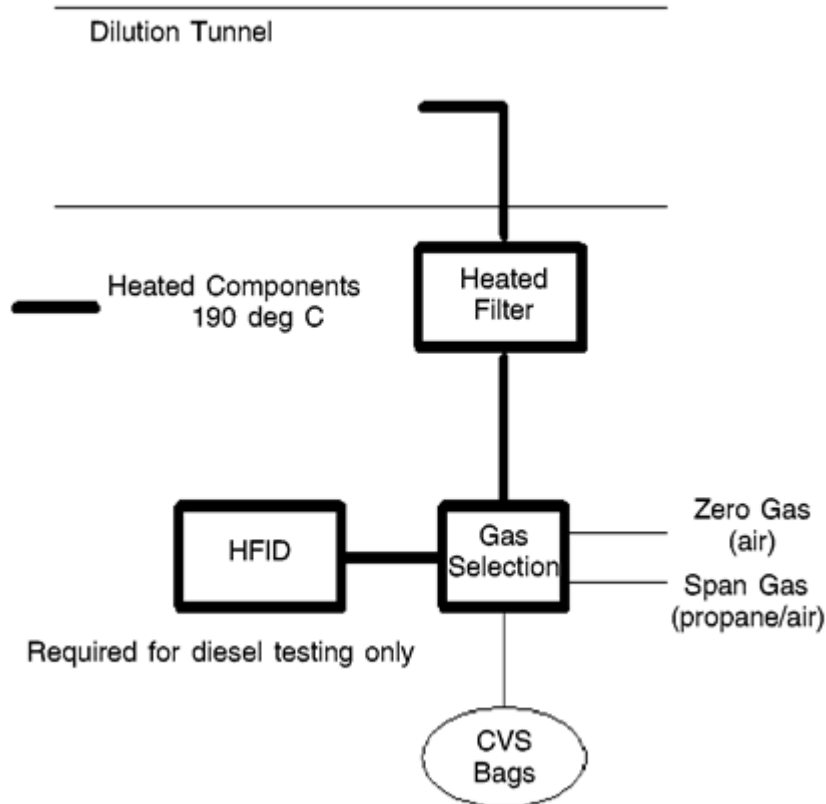 Dilution Tunnel
Heated Components
190 deg C
Heated
Filter
HFID
Gas
Selection
Zero Gas
(air)
Span Gas
(propane/air)
Required for diesel testing only
CVS
Bags